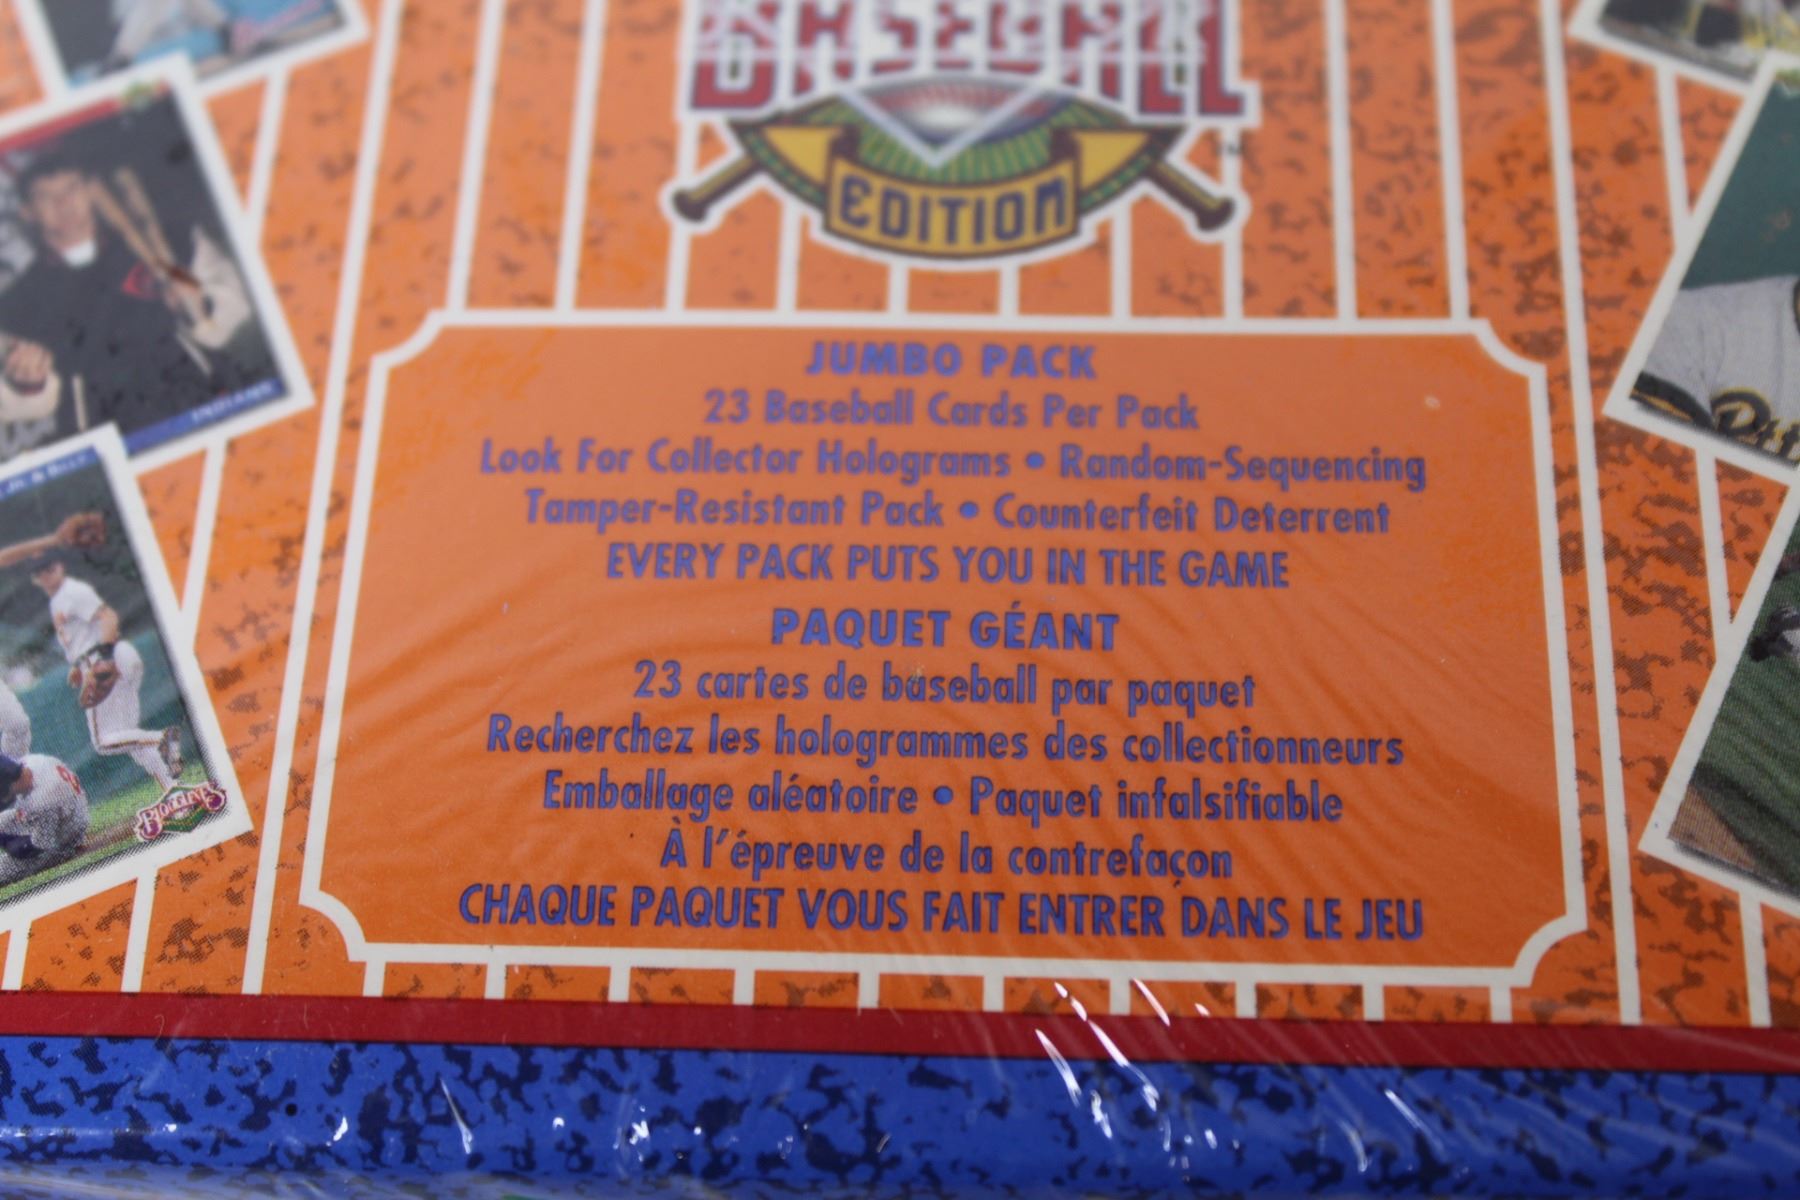 BASEBALL
EDITION
JUMBO PACK
23 Baseball Cards Per Pack
Look For Collector Holograms • Random-Sequencing
Tamper-Resistant Pack • Counterfeit Deterrent
EVERY PACK PUTS YOU IN THE GAME
PAQUET GÉANT
23 cartes de baseball par paquet
Recherchez les hologrammes des collectionneurs
Emballage aléatoire • Paquet infalsifiable
À l'épreuve de la contrefaçon
CHAQUE PAQUET VOUS FAIT ENTRER DANS LE JEU
INDIANS